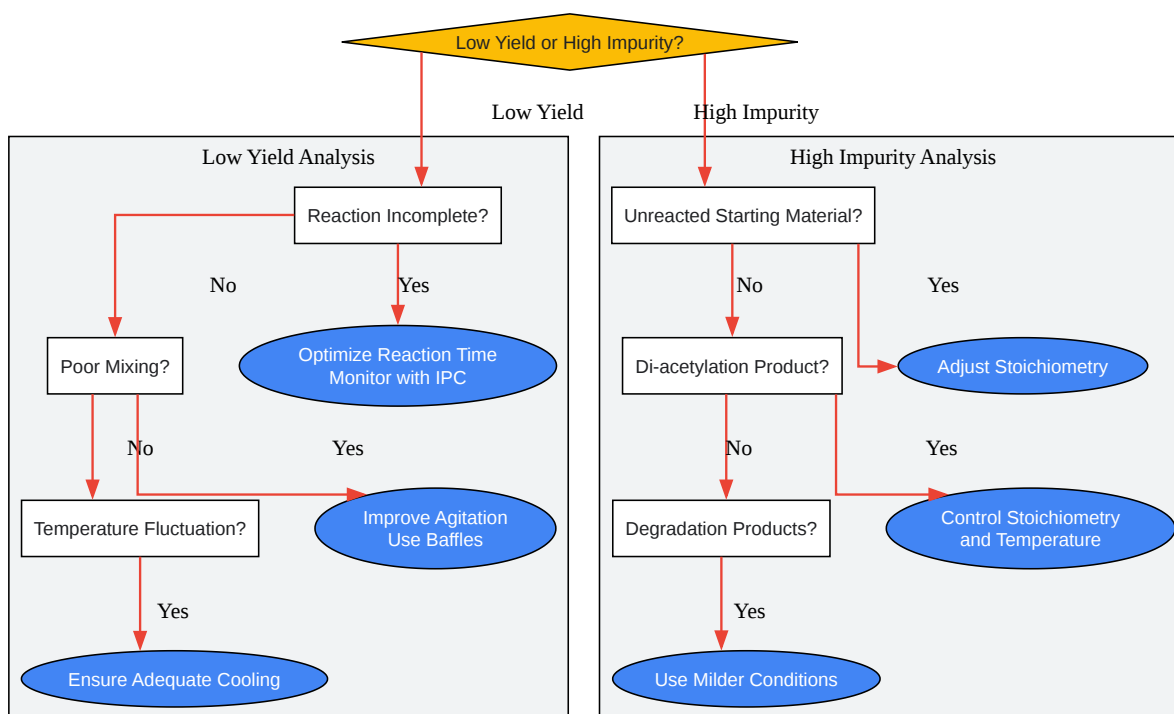 Low Yield or High Impurity?
Low Yield
High Impurity
Low Yield Analysis
High Impurity Analysis
Reaction Incomplete?
Unreacted Starting Material?
No
Yes
No
Yes
Poor Mixing?
Optimize Reaction Time
Monitor with IPC
Di-acetylation Product?
Adjust Stoichiometry
No
Yes
No
Yes
Temperature Fluctuation?
Improve Agitation
Use Baffles
Degradation Products?
Control Stoichiometry
and Temperature
Yes
Yes
Ensure Adequate Cooling
Use Milder Conditions